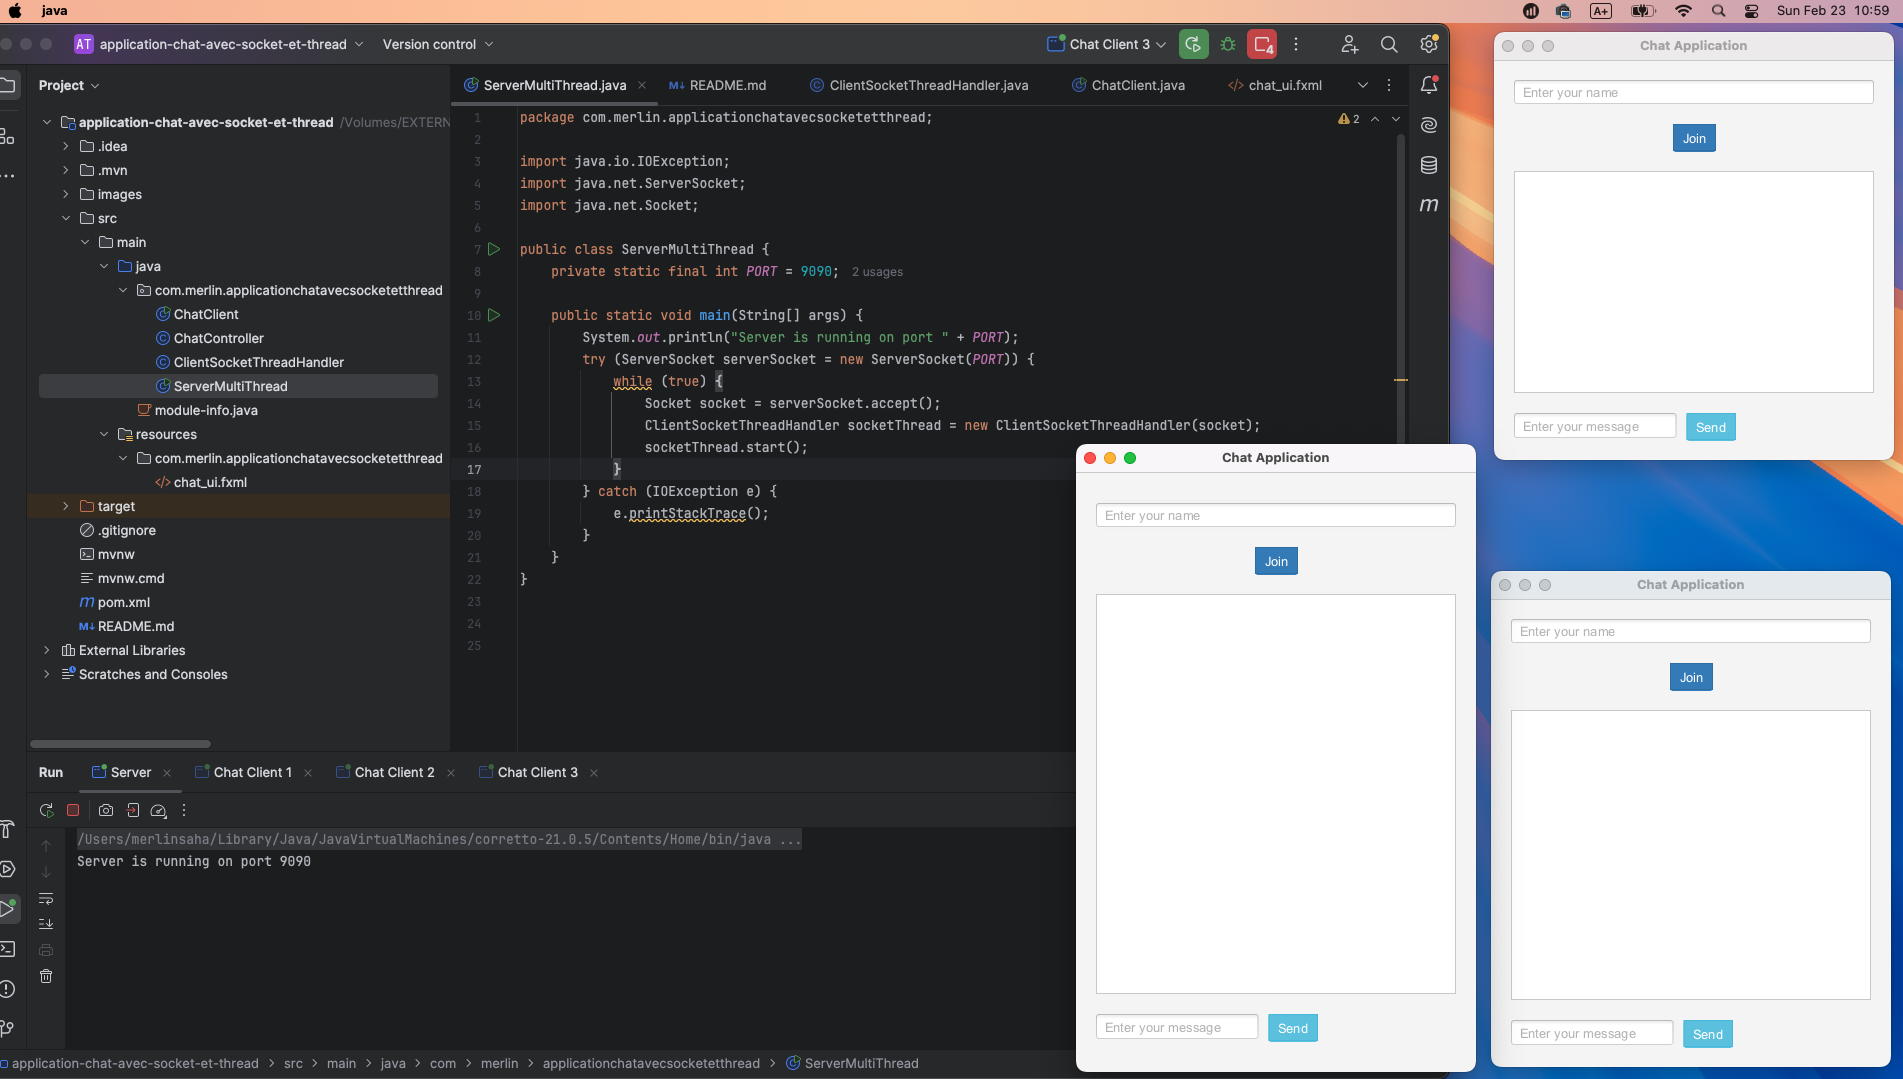 java
A+
Sun Feb 23 10:59
AT application-chat-avec-socket-et-thread Version control
Chat Client 3
4
Project
application-chat-avec-socket-et-thread /Volumes/EXTERN
.idea
.mvn
images
src
main
java
com.merlin.applicationchatavecsocketetthread
ChatClient
ChatController
ClientSocketThreadHandler
ServerMultiThread
module-info.java
resources
com.merlin.applicationchatavecsocketetthread
chat_ui.fxml
target
.gitignore
mvnw
mvnw.cmd
pom.xml
README.md
External Libraries
Scratches and Consoles
ServerMultiThread.java README.md ClientSocketThreadHandler.java ChatClient.java chat_ui.fxml
2
1 package com.merlin.applicationchatavecsocketetthread;
2
3 import java.io.IOException;
4 import java.net.ServerSocket;
5 import java.net.Socket;
6
7 public class ServerMultiThread {
8 private static final int PORT = 9090; 2 usages
9
10 public static void main(String[] args) {
11 System.out.println("Server is running on port " + PORT);
12 try (ServerSocket serverSocket = new ServerSocket(PORT)) {
13 while (true) {
14 Socket socket = serverSocket.accept();
15 ClientSocketThreadHandler socketThread = new ClientSocketThreadHandler(socket);
16 socketThread.start();
17 }
18 } catch (IOException e) {
19 e.printStackTrace();
20 }
21 }
22 }
23
24
25
Run Server Chat Client 1 Chat Client 2 Chat Client 3
/Users/merlinsaha/Library/Java/JavaVirtualMachines/corretto-21.0.5/Contents/Home/bin/java ...
Server is running on port 9090
application-chat-avec-socket-et-thread > src > main > java > com > merlin > applicationchatavecsocketetthread > ServerMultiThread
Chat Application
Enter your name
Join
Enter your message Send
Chat Application
Enter your name
Join
Enter your message Send
Chat Application
Enter your name
Join
Enter your message Send